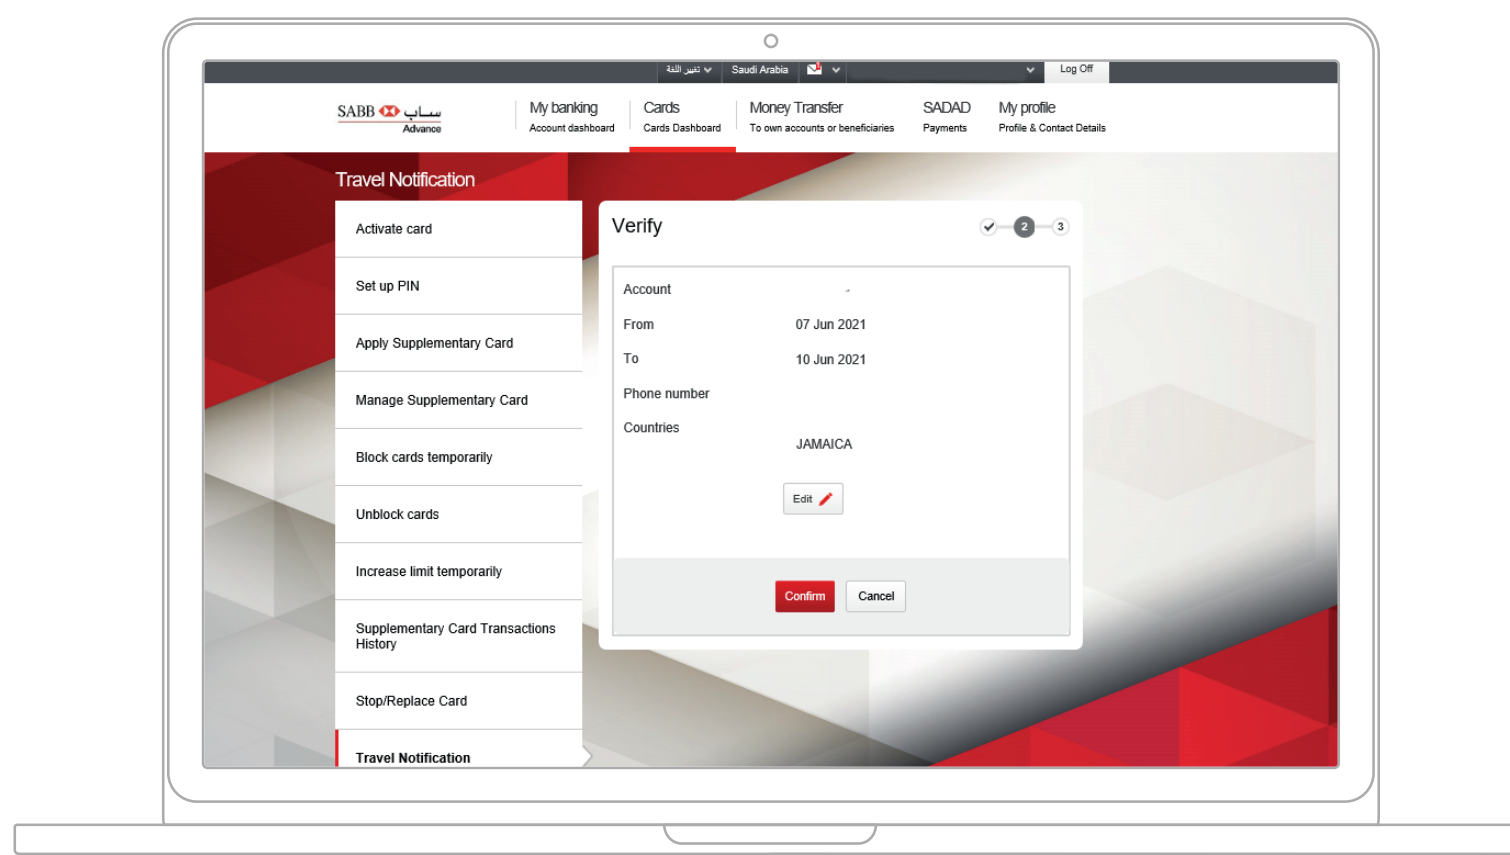 تغيير اللغة
Saudi Arabia
Log Off
SABB ساب
Advance
My banking
Account dashboard
Cards
Cards Dashboard
Money Transfer
To own accounts or beneficiaries
SADAD
Payments
My profile
Profile & Contact Details
Travel Notification
Activate card
Set up PIN
Apply Supplementary Card
Manage Supplementary Card
Block cards temporarily
Unblock cards
Increase limit temporarily
Supplementary Card Transactions
History
Stop/Replace Card
Travel Notification
Verify
2 3
Account -
From 07 Jun 2021
To 10 Jun 2021
Phone number
Countries
JAMAICA
Edit
Confirm Cancel